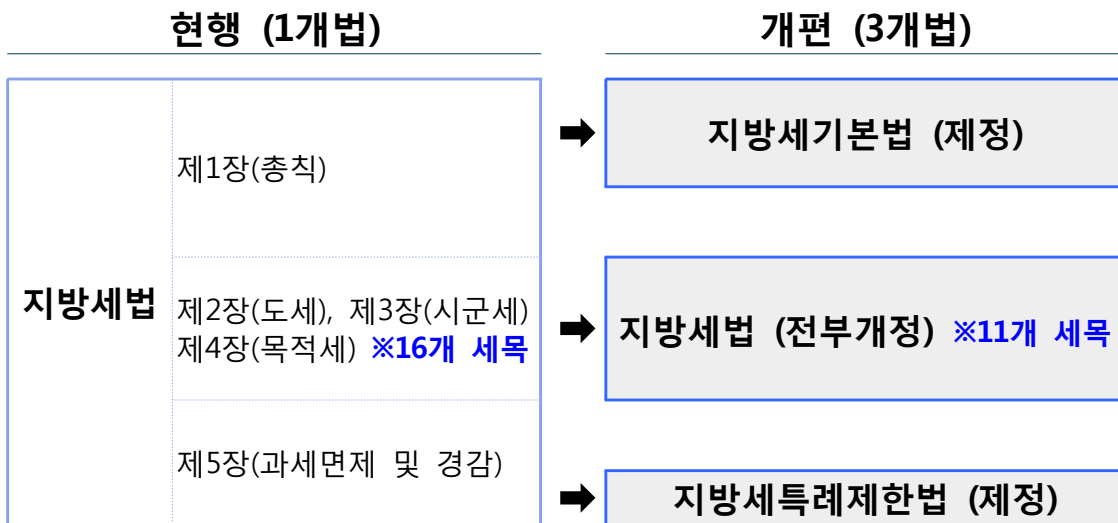 현행 (1개법)
개편 (3개법)
지방세법
제1장(총칙)
➡ 지방세기본법 (제정)
제2장(도세), 제3장(시군세)
제4장(목적세) ※16개 세목
➡ 지방세법 (전부개정) ※11개 세목
제5장(과세면제 및 경감)
➡ 지방세특례제한법 (제정)